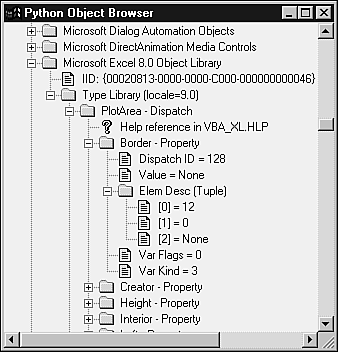 Python Object Browser
Microsoft Dialog Automation Objects
Microsoft DirectAnimation Media Controls
Microsoft Excel 8.0 Object Library
IID: {00020813-0000-0000-C000-000000000046}
Type Library (locale=9.0)
PlotArea - Dispatch
Help reference in VBA_XL.HLP
Border - Property
Dispatch ID = 128
Value = None
Elem Desc (Tuple)
[0] = 12
[1] = 0
[2] = None
Var Flags = 0
Var Kind = 3
Creator - Property
Height - Property
Interior - Property